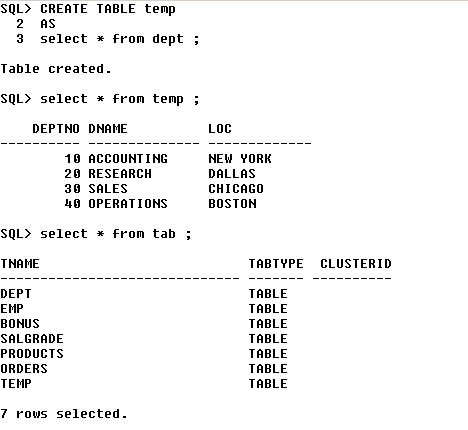 SQL> CREATE TABLE temp
2 AS
3 select * from dept ;
Table created.
SQL> select * from temp ;
DEPTNO DNAME LOC
---------- -------------- -------------
10 ACCOUNTING NEW YORK
20 RESEARCH DALLAS
30 SALES CHICAGO
40 OPERATIONS BOSTON
SQL> select * from tab ;
TNAME TABTYPE CLUSTERID
------------------------------ ------- ----------
DEPT TABLE
EMP TABLE
BONUS TABLE
SALGRADE TABLE
PRODUCTS TABLE
ORDERS TABLE
TEMP TABLE
7 rows selected.